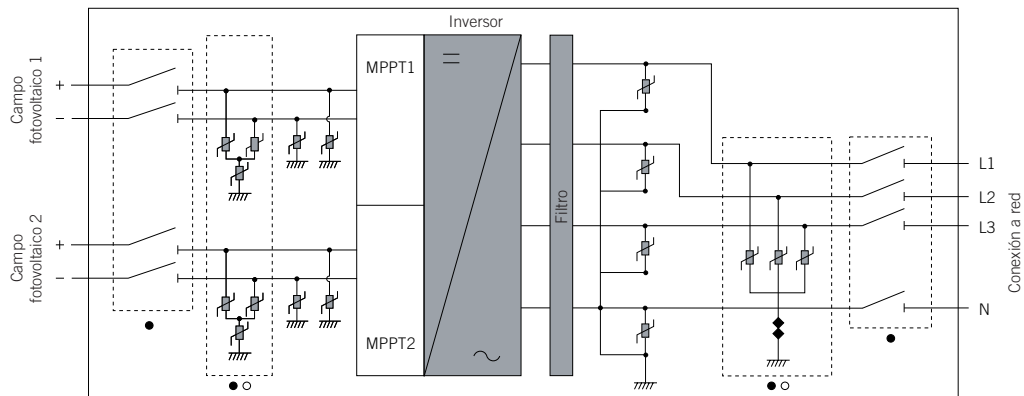 Inversor
Campo
fotovoltaico 1
+
−
MPPT1
Campo
fotovoltaico 2
+
−
MPPT2
Filtro
L1
L2
L3
N
Conexión a red